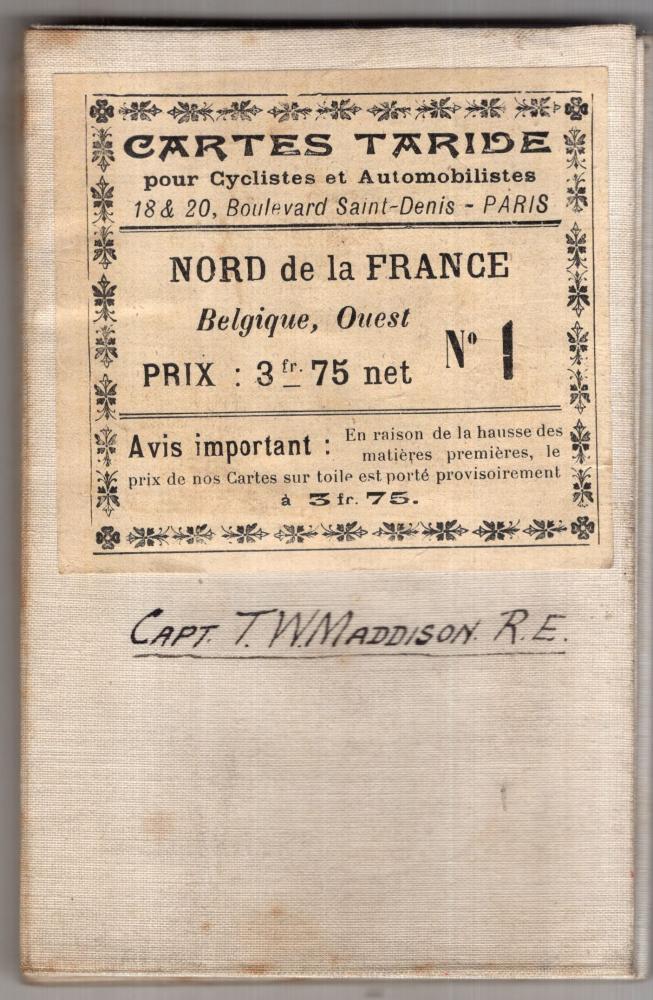 CARTES TARIDE
pour Cyclistes et Automobilistes
18 & 20, Boulevard Saint-Denis - PARIS
NORD de la FRANCE
Belgique, Ouest
Nº 1
PRIX : 3 fr. 75 net
Avis important : En raison de la hausse des
matières premières, le
prix de nos Cartes sur toile est porté provisoirement
à 3 fr. 75.
CAPT. T. W. MADDISON. R.E.